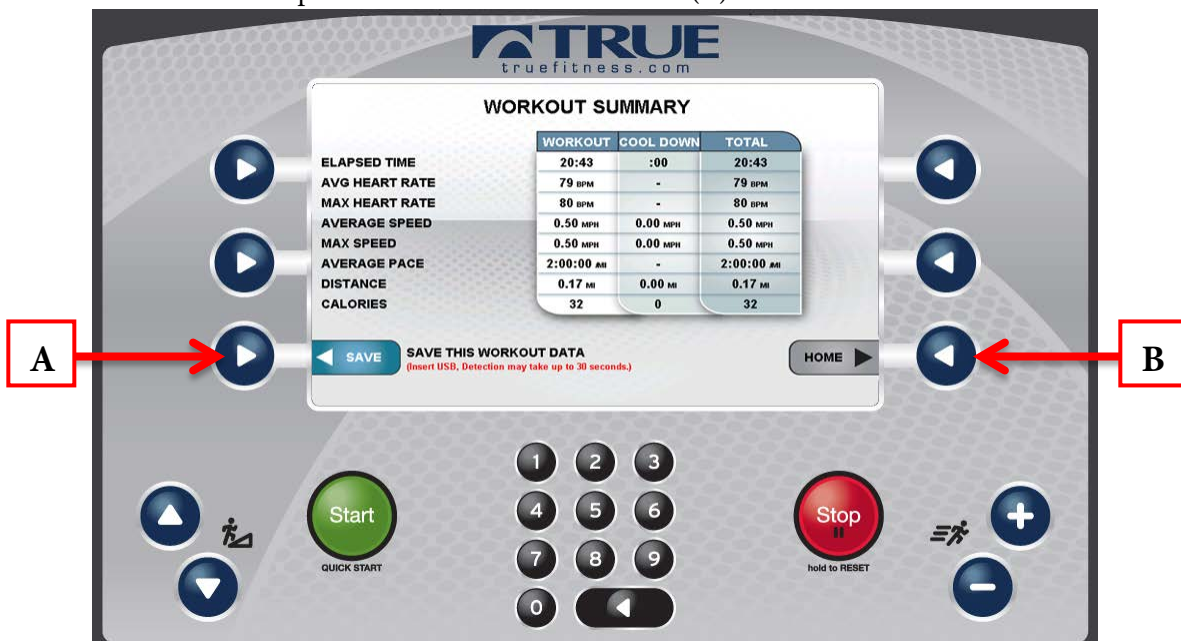 TRUE
truefitness.com
WORKOUT SUMMARY
WORKOUT COOL DOWN TOTAL
ELAPSED TIME 20:43 :00 20:43
AVG HEART RATE 79 BPM - 79 BPM
MAX HEART RATE 80 BPM - 80 BPM
AVERAGE SPEED 0.50 MPH 0.00 MPH 0.50 MPH
MAX SPEED 0.50 MPH 0.00 MPH 0.50 MPH
AVERAGE PACE 2:00:00 /MI - 2:00:00 /MI
DISTANCE 0.17 MI 0.00 MI 0.17 MI
CALORIES 32 0 32
A SAVE SAVE THIS WORKOUT DATA HOME B
(Insert USB, Detection may take up to 30 seconds.)
1 2 3
4 5 6
Start Stop
7 8 9
QUICK START hold to RESET
0